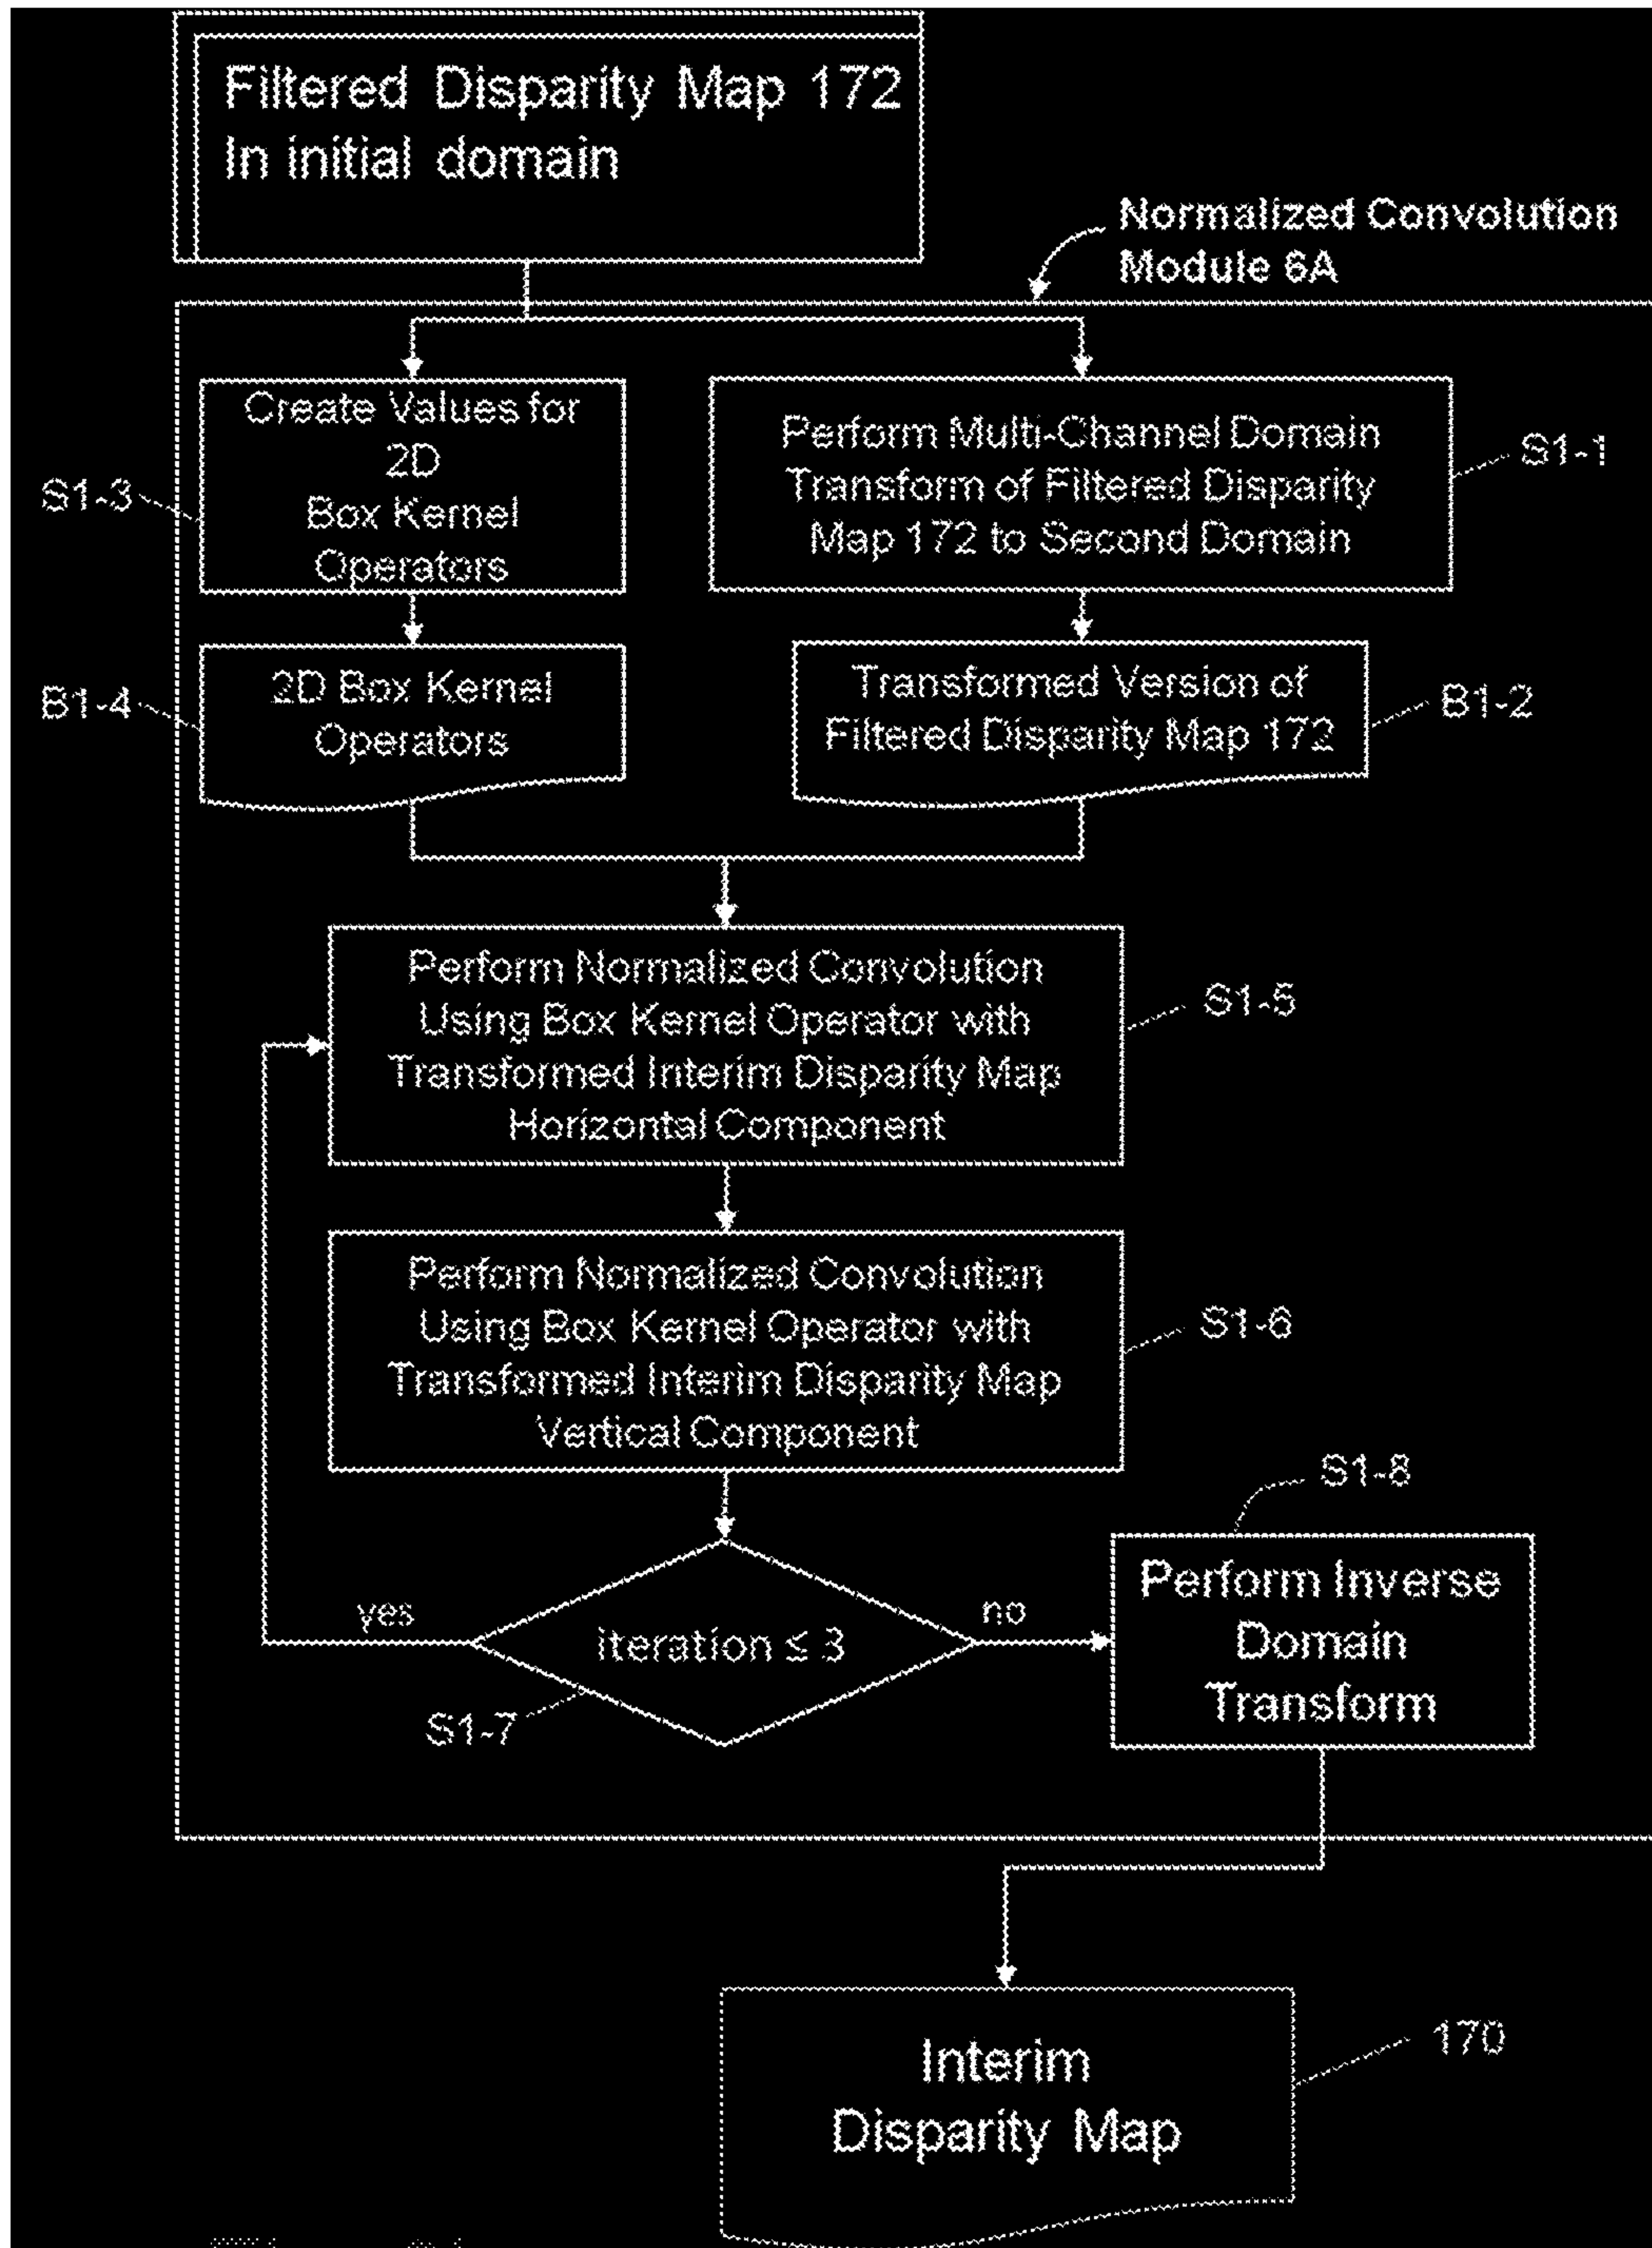 Filtered Disparity Map 172
In initial domain
Normalized Convolution
Module 6A
Create Values for
2D
Box Kernel
Operators
S1-3
Perform Multi-Channel Domain
Transform of Filtered Disparity
Map 172 to Second Domain
S1-1
2D Box Kernel
Operators
B1-4
Transformed Version of
Filtered Disparity Map 172
B1-2
Perform Normalized Convolution
Using Box Kernel Operator with
Transformed Interim Disparity Map
Horizontal Component
S1-5
Perform Normalized Convolution
Using Box Kernel Operator with
Transformed Interim Disparity Map
Vertical Component
S1-6
S1-8
yes
iteration ≤ 3
no
S1-7
Perform Inverse
Domain
Transform
Interim
Disparity Map
170